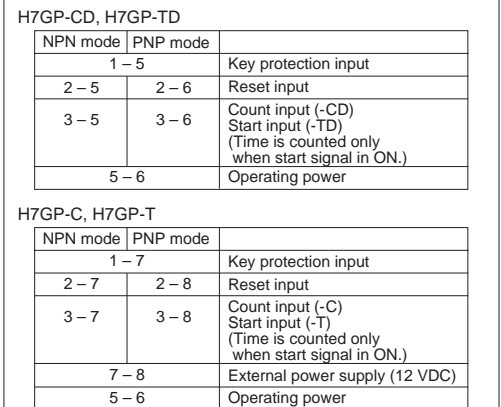 H7GP-CD, H7GP-TD
NPN mode PNP mode
1 – 5 Key protection input
2 – 5 2 – 6 Reset input
3 – 5 3 – 6 Count input (-CD)
Start input (-TD)
(Time is counted only
when start signal in ON.)
5 – 6 Operating power
H7GP-C, H7GP-T
NPN mode PNP mode
1 – 7 Key protection input
2 – 7 2 – 8 Reset input
3 – 7 3 – 8 Count input (-C)
Start input (-T)
(Time is counted only
when start signal in ON.)
7 – 8 External power supply (12 VDC)
5 – 6 Operating power